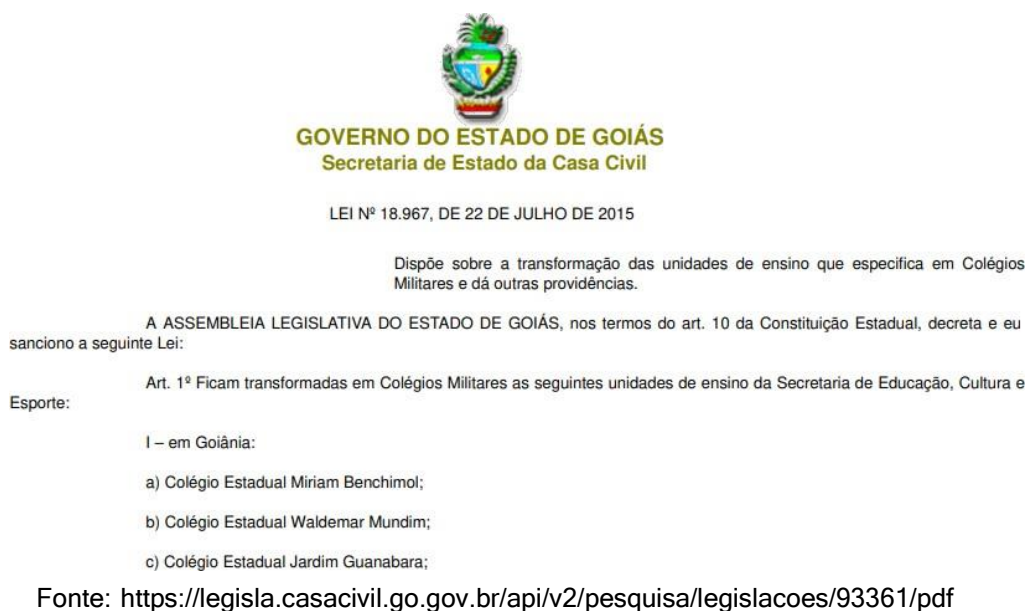 GOVERNO DO ESTADO DE GOIÁS
Secretaria de Estado da Casa Civil
LEI Nº 18.967, DE 22 DE JULHO DE 2015
Dispõe sobre a transformação das unidades de ensino que especifica em Colégios
Militares e dá outras providências.
A ASSEMBLEIA LEGISLATIVA DO ESTADO DE GOIÁS, nos termos do art. 10 da Constituição Estadual, decreta e eu
sanciono a seguinte Lei:
Art. 1º Ficam transformadas em Colégios Militares as seguintes unidades de ensino da Secretaria de Educação, Cultura e
Esporte:
I – em Goiânia:
a) Colégio Estadual Miriam Benchimol;
b) Colégio Estadual Waldemar Mundim;
c) Colégio Estadual Jardim Guanabara;
Fonte: https://legisla.casacivil.go.gov.br/api/v2/pesquisa/legislacoes/93361/pdf